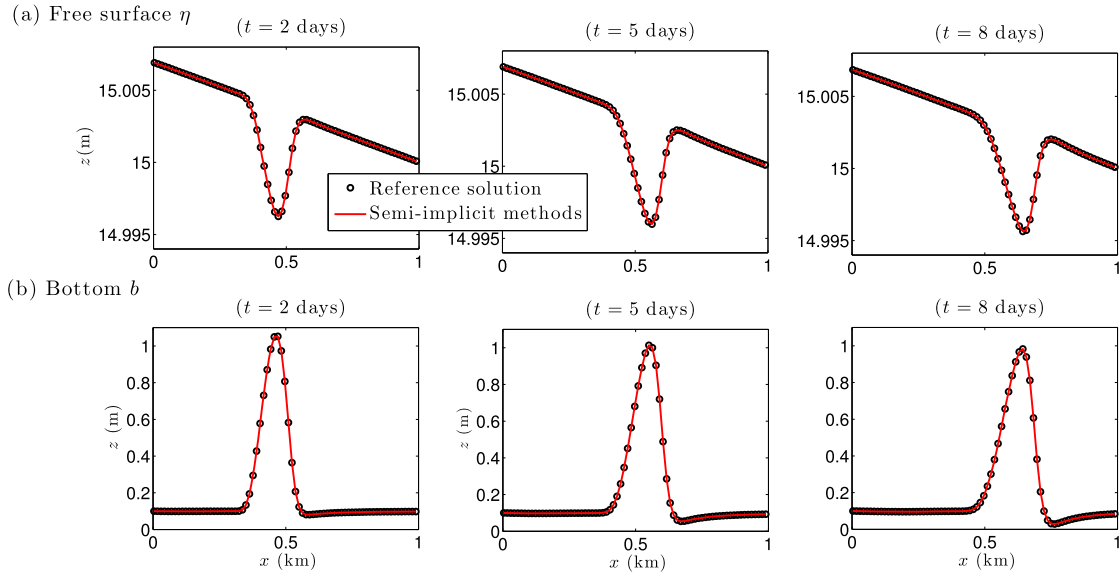 (a) Free surface η
(t = 2 days)
(t = 5 days)
(t = 8 days)
z(m)
15.005
15
14.995
0
0.5
1
15.005
15
14.995
0
0.5
1
15.005
15
14.995
0
0.5
1
Reference solution
Semi-implicit methods
(b) Bottom b
(t = 2 days)
(t = 5 days)
(t = 8 days)
z (m)
1
0.8
0.6
0.4
0.2
0
0
0.5
1
x (km)
z (m)
1
0.8
0.6
0.4
0.2
0
0
0.5
1
x (km)
z (m)
1
0.8
0.6
0.4
0.2
0
0
0.5
1
x (km)